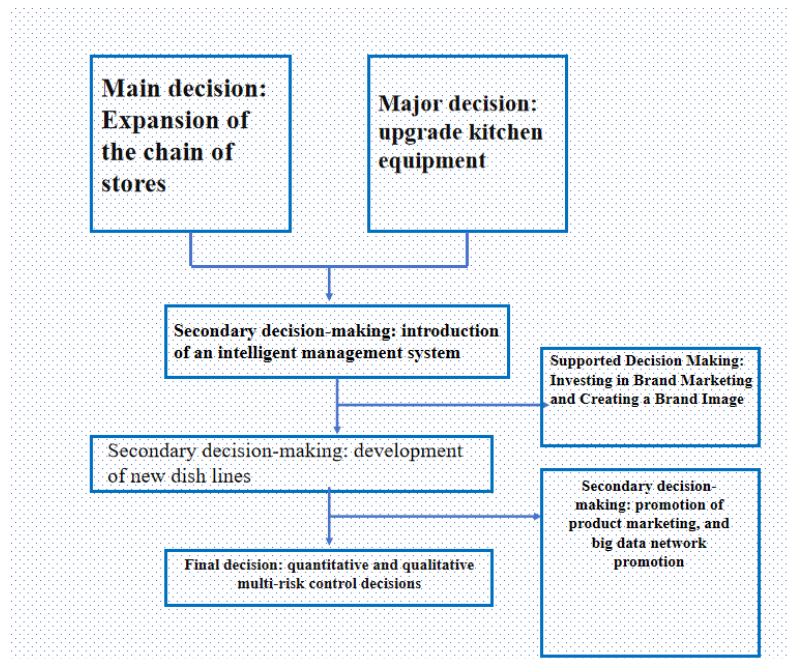 Main decision:
Expansion of
the chain of
stores
Major decision:
upgrade kitchen
equipment
Secondary decision-making: introduction
of an intelligent management system
Supported Decision Making:
Investing in Brand Marketing
and Creating a Brand Image
Secondary decision-making: development
of new dish lines
Secondary decision-
making: promotion of
product marketing, and
big data network
promotion
Final decision: quantitative and qualitative
multi-risk control decisions